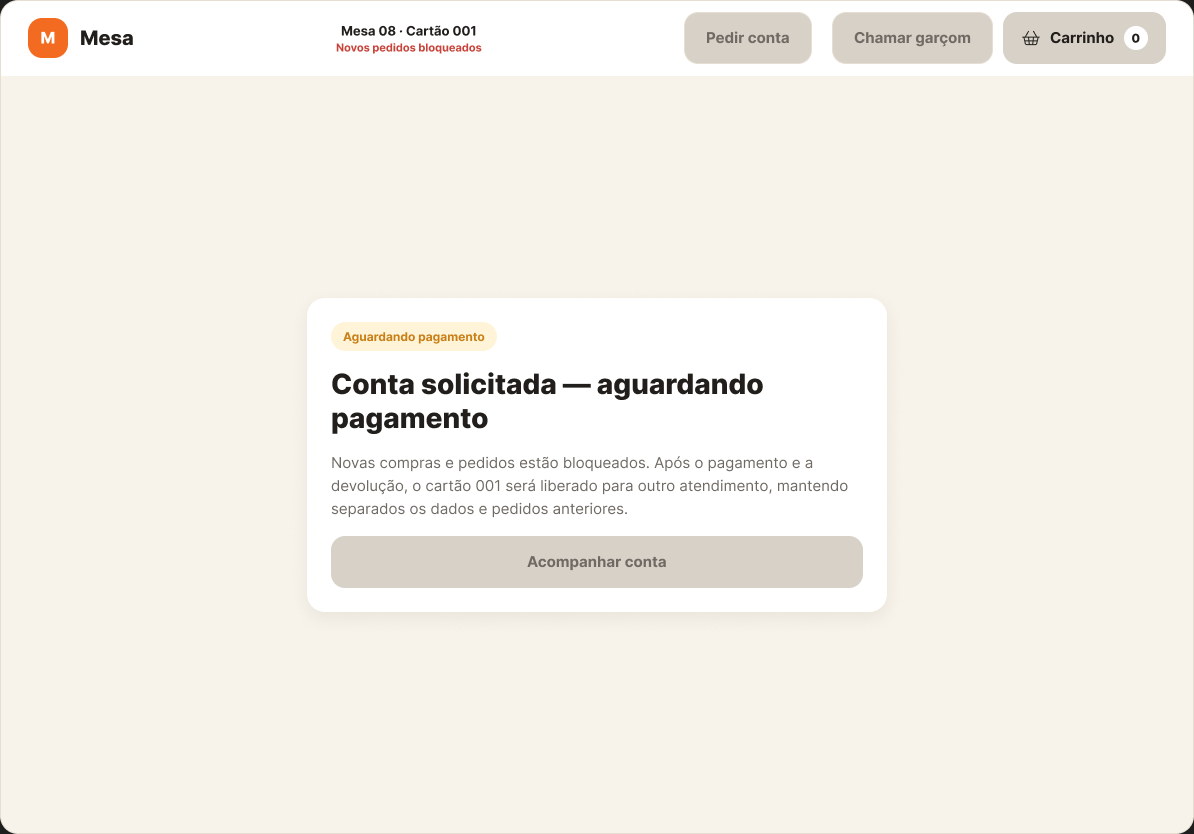 M
Mesa
Mesa 08 · Cartão 001
Novos pedidos bloqueados
Pedir conta
Chamar garçom
Carrinho
0
Aguardando pagamento
Conta solicitada — aguardando
pagamento
Novas compras e pedidos estão bloqueados. Após o pagamento e a
devolução, o cartão 001 será liberado para outro atendimento, mantendo
separados os dados e pedidos anteriores.
Acompanhar conta